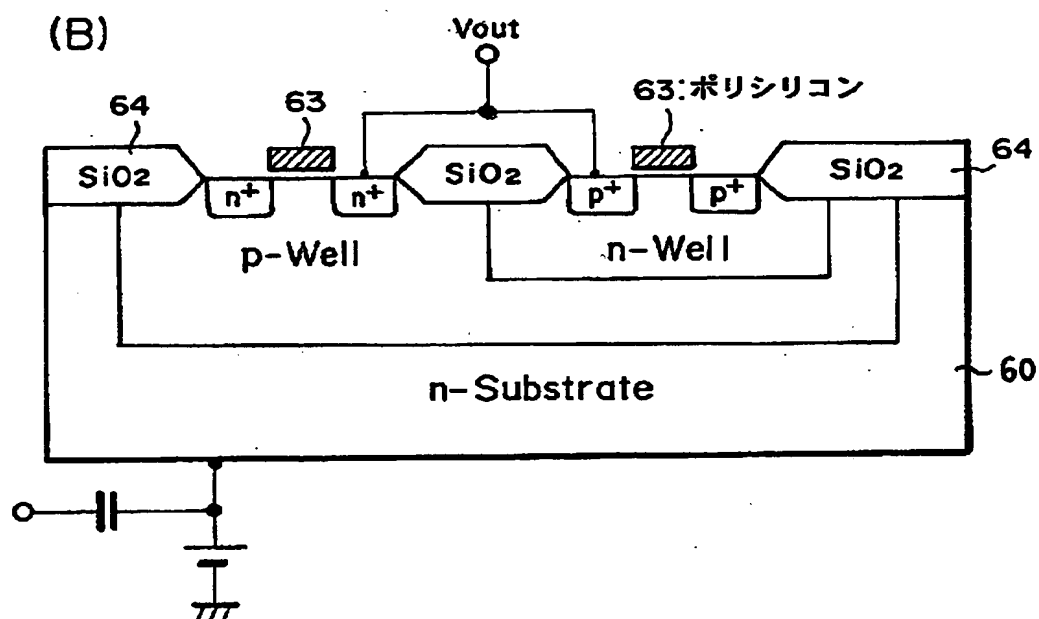 (B)
Vout
64
63
63:ポリシリコン
64
SiO2
n+
n+
SiO2
p+
p+
SiO2
p-Well
n-Well
n-Substrate
60